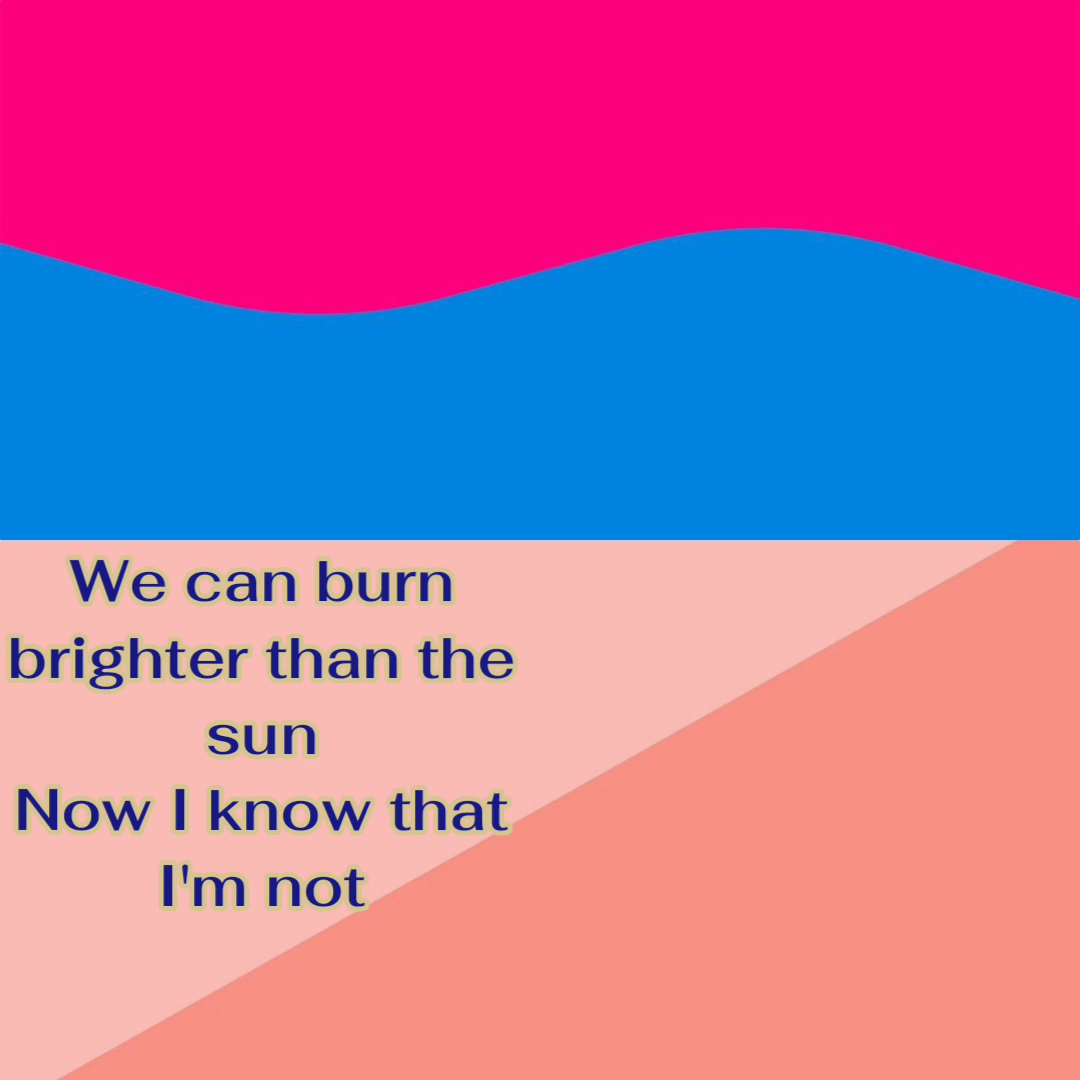 We can burn
brighter than the
sun
Now I know that
I'm not